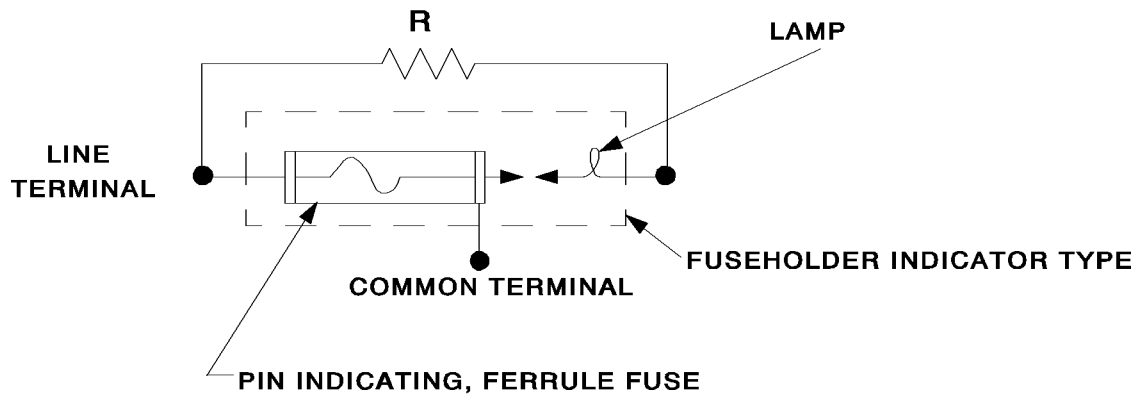 R
LAMP
LINE
TERMINAL
FUSEHOLDER INDICATOR TYPE
COMMON TERMINAL
PIN INDICATING, FERRULE FUSE